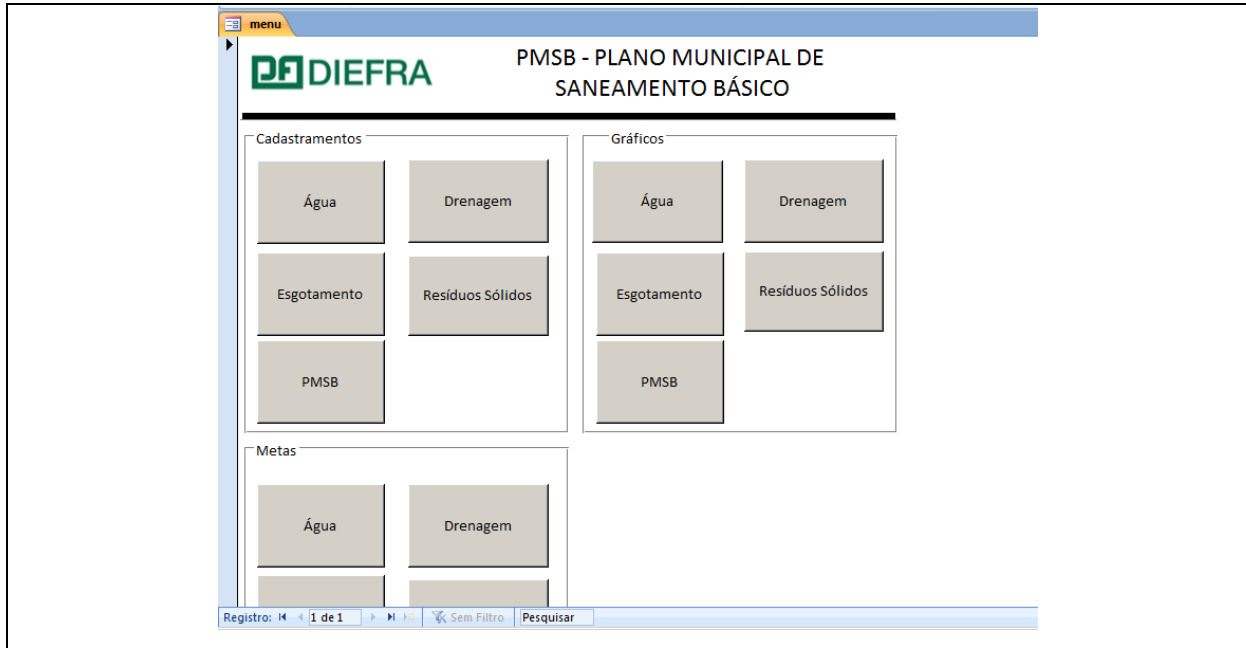 menu
DF DIEFRA
PMSB - PLANO MUNICIPAL DE
SANEAMENTO BÁSICO
Cadastramentos
Água
Drenagem
Esgotamento
Resíduos Sólidos
PMSB
Gráficos
Água
Drenagem
Esgotamento
Resíduos Sólidos
PMSB
Metas
Água
Drenagem
Registro: 1 de 1 Sem Filtro Pesquisar